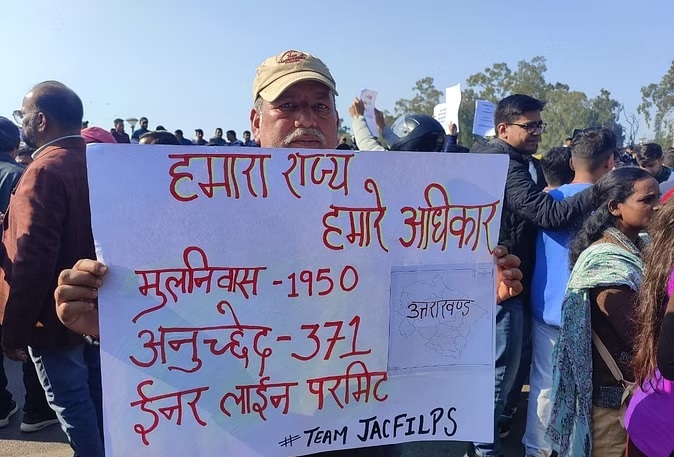 हमारा राज्य
हमारे अधिकार
मुलनिवास -1950
अनुच्छेद - 371
ईनर लाईन परमिट
उत्तराखण्ड
#TEAM JACFILPS